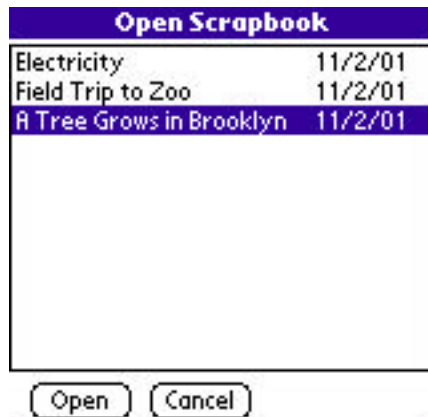 Open Scrapbook
Electricity 11/2/01
Field Trip to Zoo 11/2/01
A Tree Grows in Brooklyn 11/2/01
Open Cancel